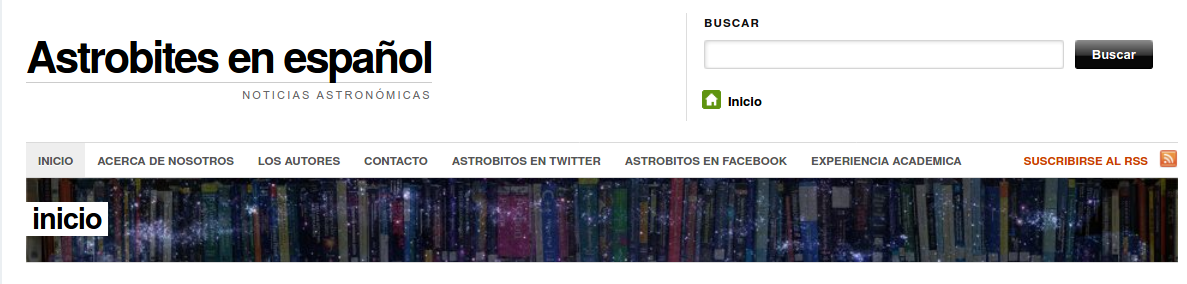 Astrobites en español
NOTICIAS ASTRONÓMICAS
BUSCAR
Buscar
Inicio
INICIO ACERCA DE NOSOTROS LOS AUTORES CONTACTO ASTROBITOS EN TWITTER ASTROBITOS EN FACEBOOK EXPERIENCIA ACADEMICA SUSCRIBIRSE AL RSS
inicio